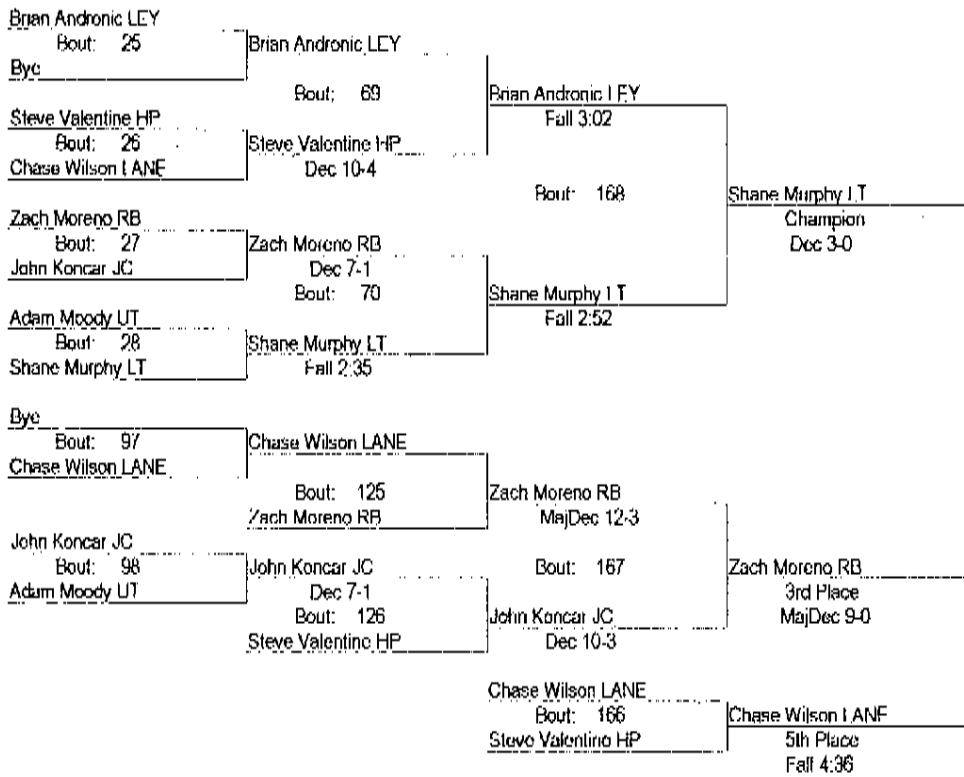 Brian Andronic LEY
Bout: 25
Bye
Brian Andronic LEY
Bout: 69
Steve Valentine HP
Bout: 26
Chase Wilson LANE
Steve Valentine HP
Dec 10-4
Brian Andronic LEY
Fall 3:02
Bout: 168
Zach Moreno RB
Bout: 27
John Koncar JC
Zach Moreno RB
Dec 7-1
Bout: 70
Adam Moody UT
Bout: 28
Shane Murphy LT
Shane Murphy LT
Fall 2:35
Shane Murphy LT
Fall 2:52
Shane Murphy LT
Champion
Dec 3-0
Bye
Bout: 97
Chase Wilson LANE
Chase Wilson LANE
Bout: 125
Zach Moreno RB
Zach Moreno RB
MajDec 12-3
Bout: 167
John Koncar JC
Bout: 98
Adam Moody UT
John Koncar JC
Dec 7-1
Bout: 126
Steve Valentine HP
John Koncar JC
Dec 10-3
Zach Moreno RB
3rd Place
MajDec 9-0
Chase Wilson LANE
Bout: 166
Steve Valentine HP
Chase Wilson LANE
5th Place
Fall 4:36